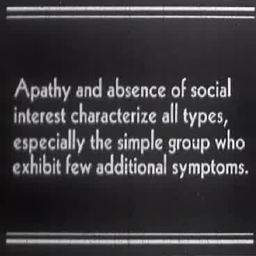 Apathy and absence of social
interest characterize all types,
especially the simple group who
exhibit few additional symptoms.